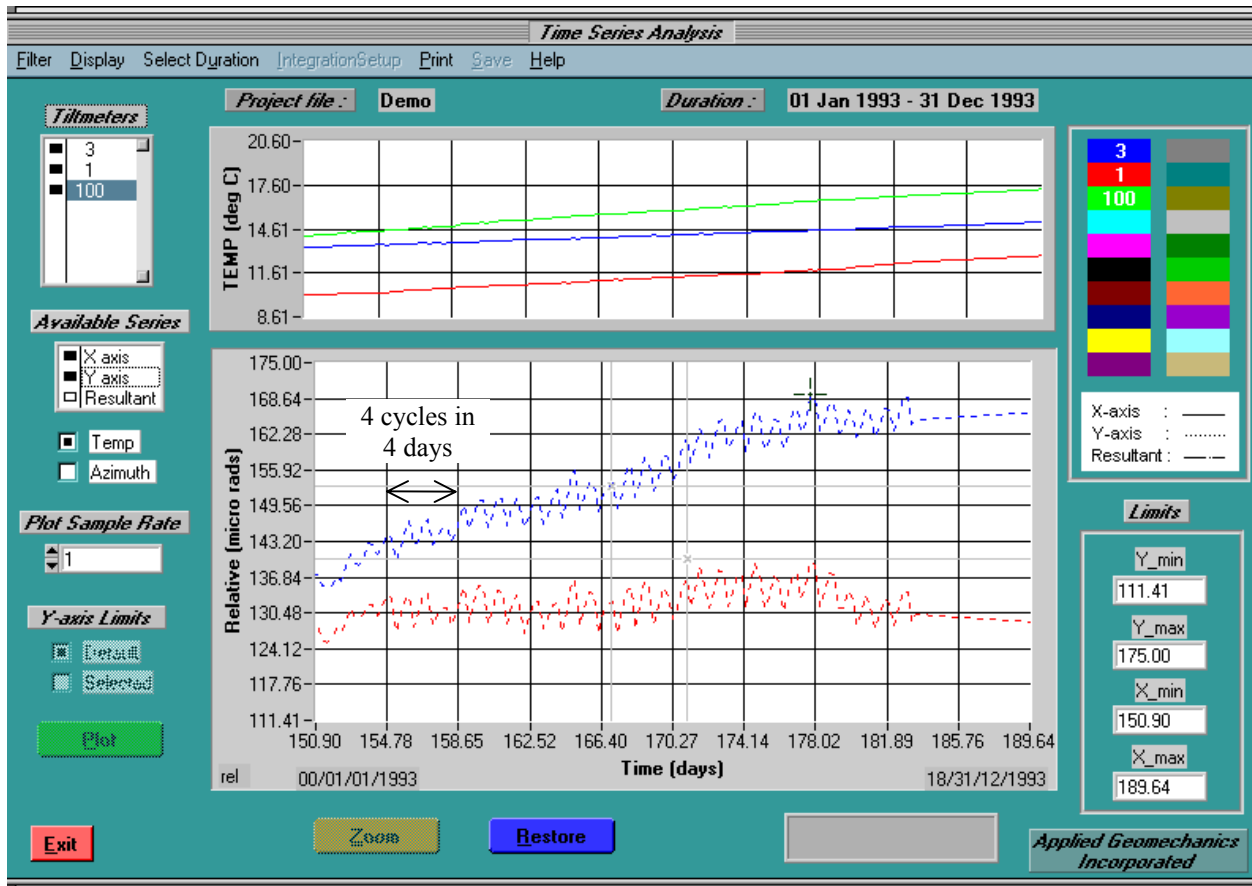 Time Series Analysis
Filter Display Select Duration IntegrationSetup Print Save Help
Project file : Demo Duration : 01 Jan 1993 - 31 Dec 1993
Tiltmeters
3
1
100
Available Series
X axis
Y axis
Resultant
Temp
Azimuth
Plot Sample Rate
1
Y-axis Limits
Default
Selected
Plot
Exit
TEMP (deg C)
20.60
17.60
14.61
11.61
8.61
Relative (micro rads)
175.00
168.64
162.28
155.92
149.56
143.20
136.84
130.48
124.12
117.76
111.41
4 cycles in
4 days
150.90 154.78 158.65 162.52 166.40 170.27 174.14 178.02 181.89 185.76 189.64
Time (days)
rel 00/01/01/1993 18/31/12/1993
Zoom Restore
3
1
100
X-axis :
Y-axis :
Resultant :
Limits
Y_min
111.41
Y_max
175.00
X_min
150.90
X_max
189.64
Applied Geomechanics
Incorporated